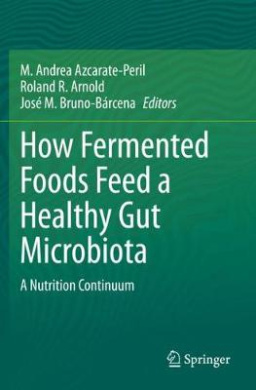 M. Andrea Azcarate-Peril
Roland R. Arnold
José M. Bruno-Bárcena Editors
How Fermented
Foods Feed a
Healthy Gut
Microbiota
A Nutrition Continuum
Springer